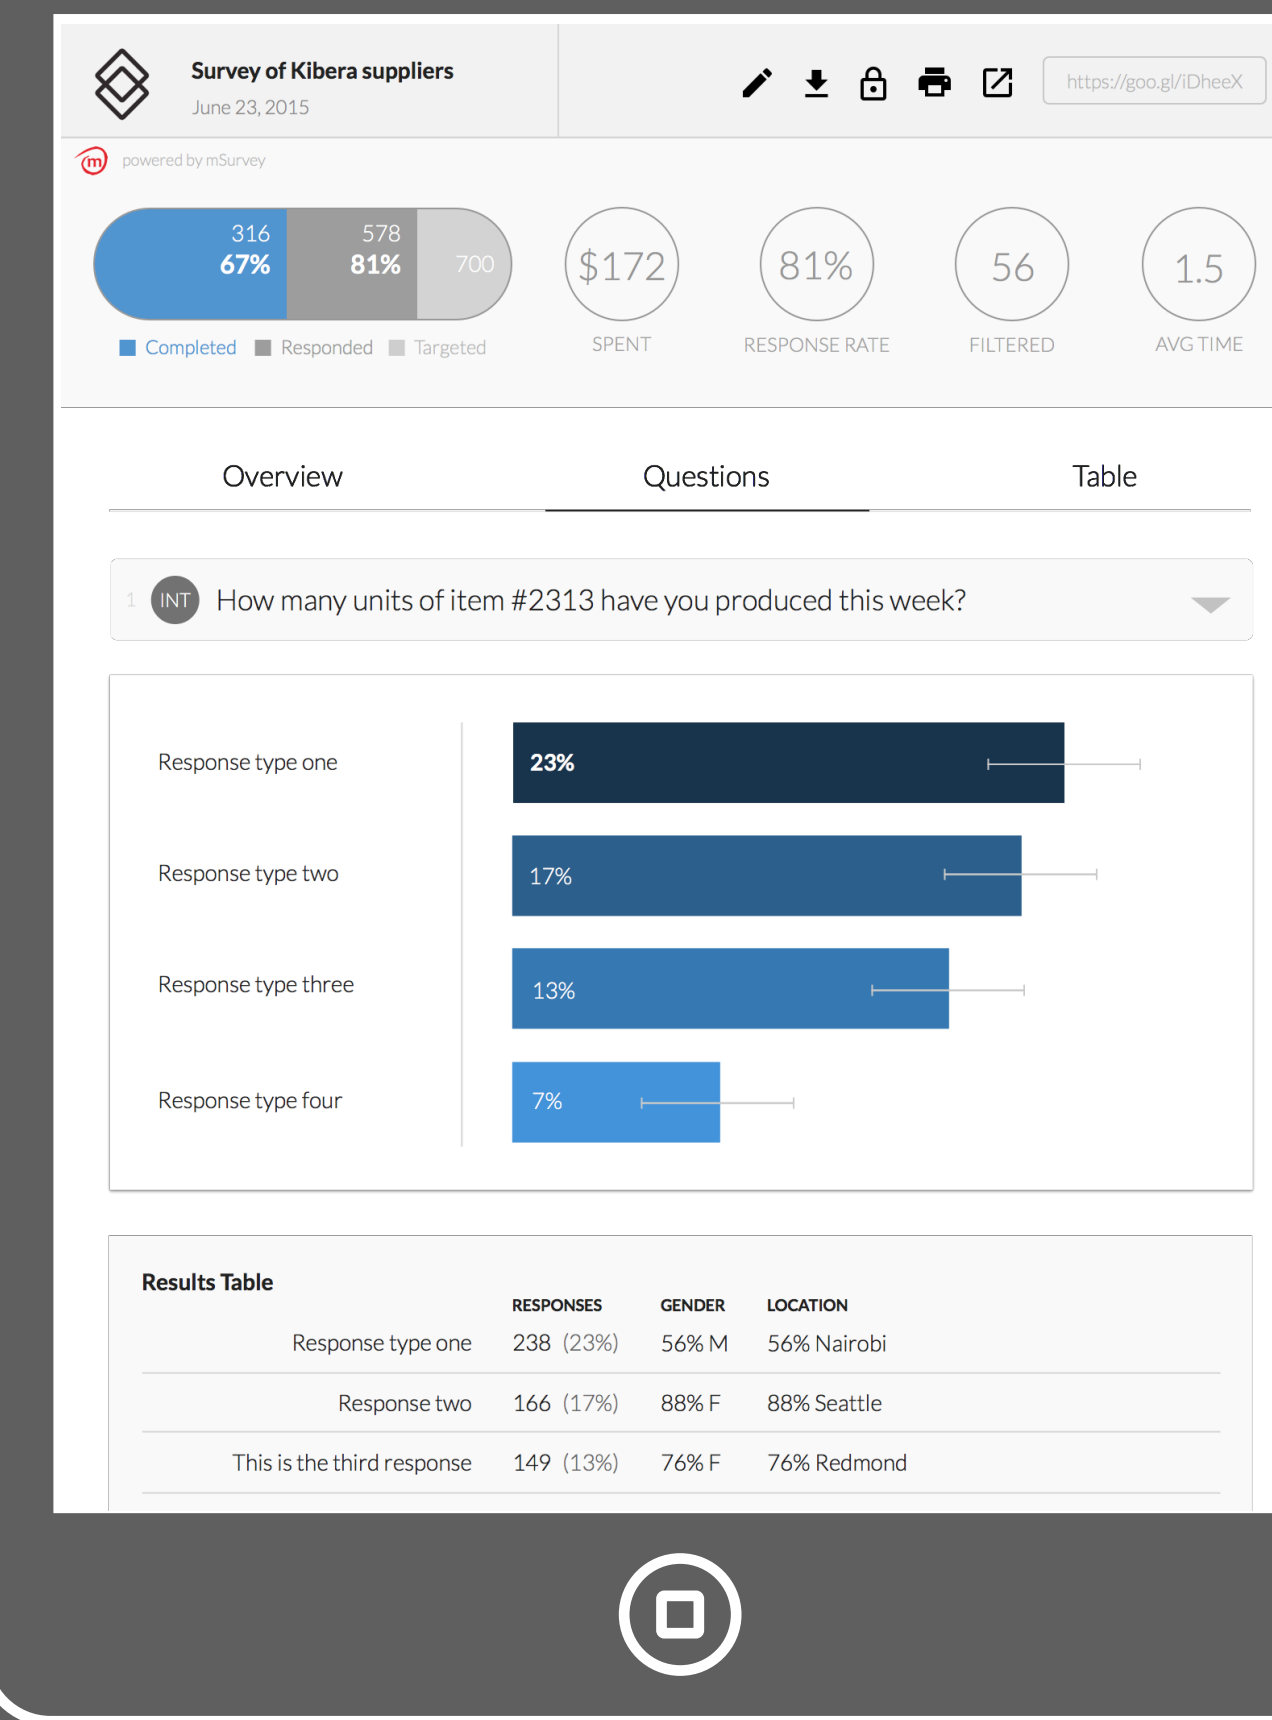 Survey of Kibera suppliers
June 23, 2015
https://goo.gl/iDheeX
m powered by mSurvey
316 578
67% 81% 700
$172 81% 56 1.5
Completed Responded Targeted
SPENT RESPONSE RATE FILTERED AVG TIME
Overview Questions Table
1 INT How many units of item #2313 have you produced this week?
Response type one 23%
Response type two 17%
Response type three 13%
Response type four 7%
Results Table
RESPONSES GENDER LOCATION
Response type one 238 (23%) 56% M 56% Nairobi
Response two 166 (17%) 88% F 88% Seattle
This is the third response 149 (13%) 76% F 76% Redmond